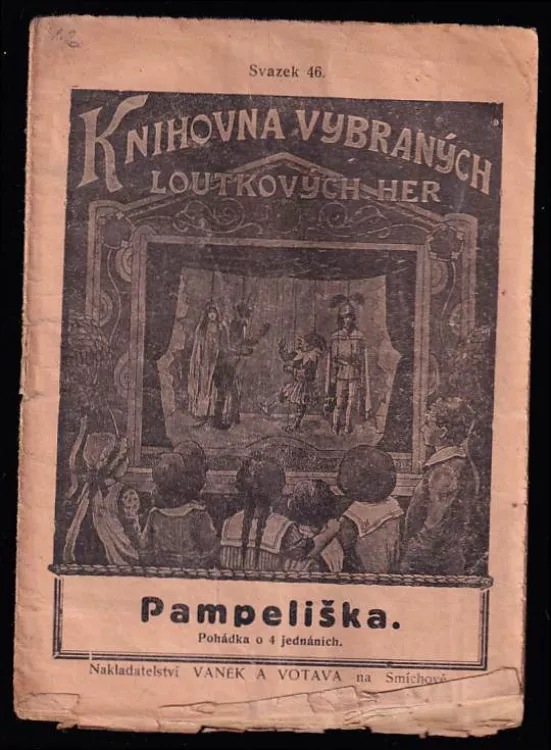 Svazek 46.
KNIHOVNA VYBRANÝCH
LOUTKOVÝCH HER
Pampeliška.
Pohádka o 4 jednáních.
Nakladatelství VANĚK A VOTAVA na Smíchově